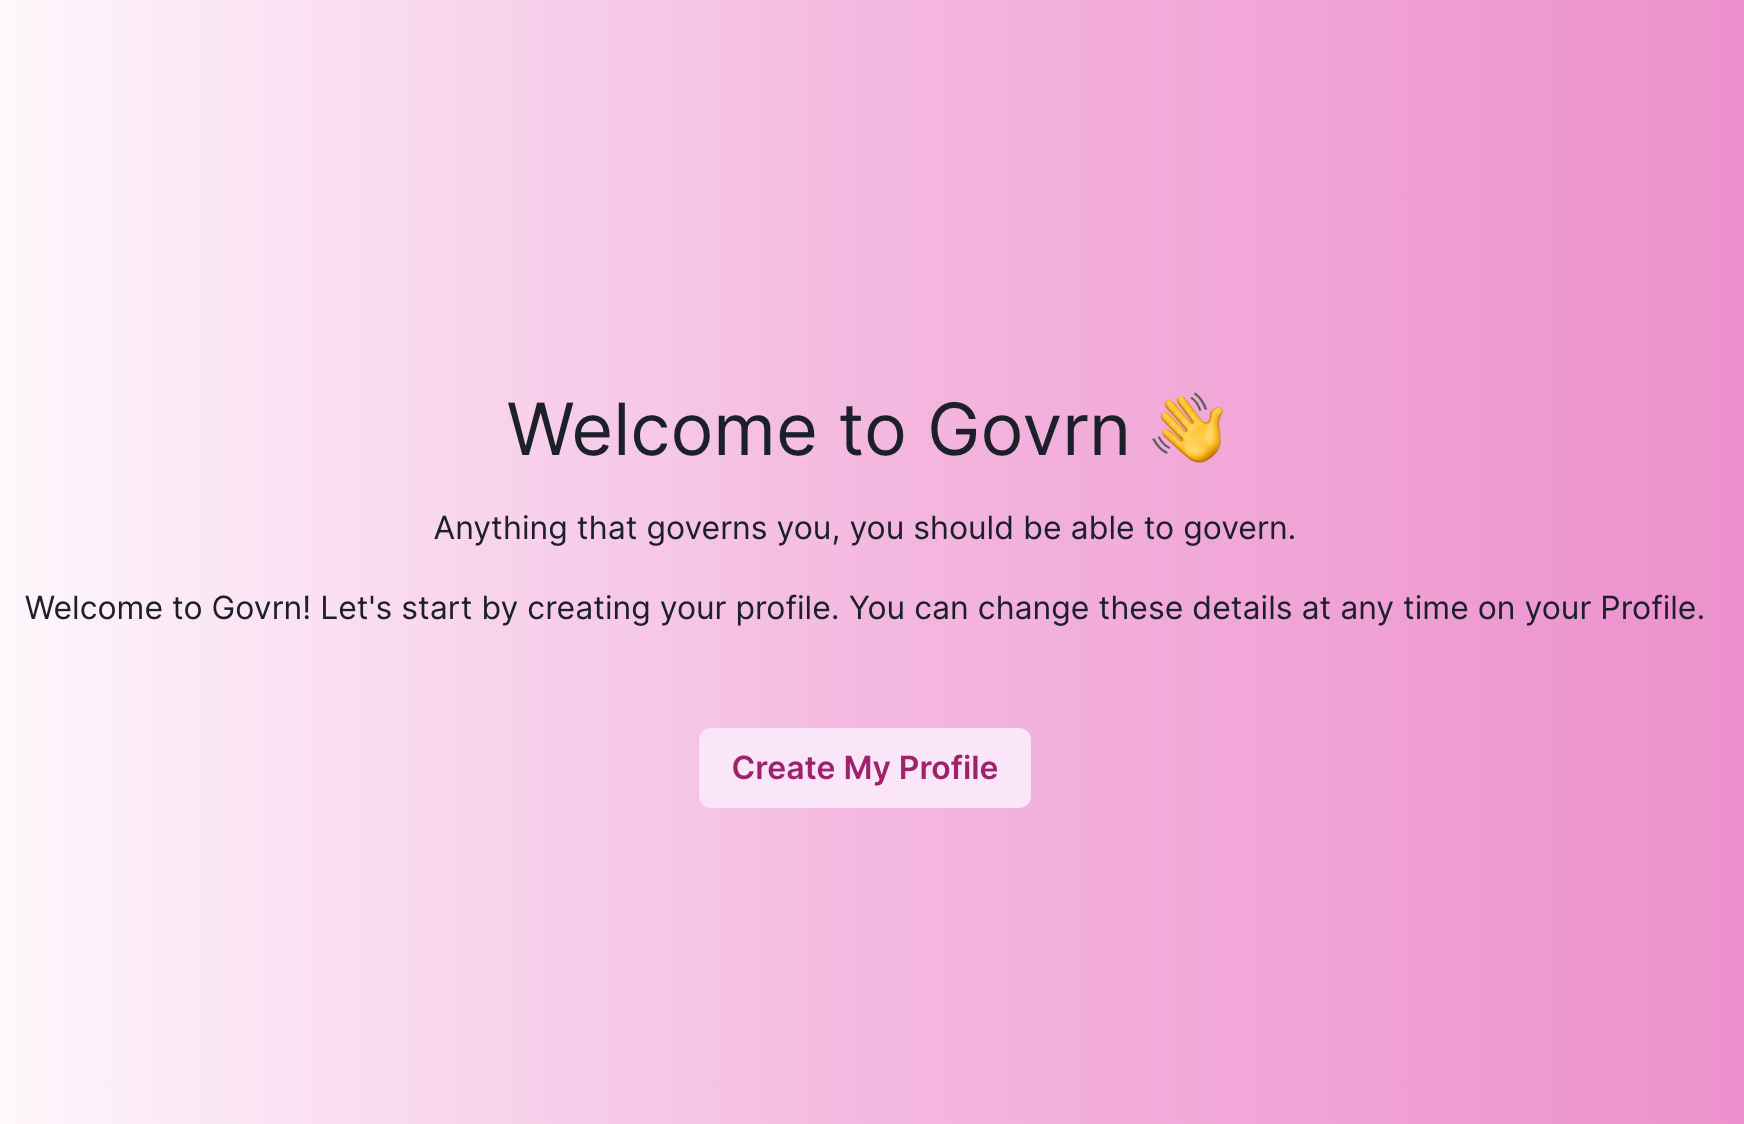 Welcome to Govrn 👋
Anything that governs you, you should be able to govern.
Welcome to Govrn! Let's start by creating your profile. You can change these details at any time on your Profile.
Create My Profile